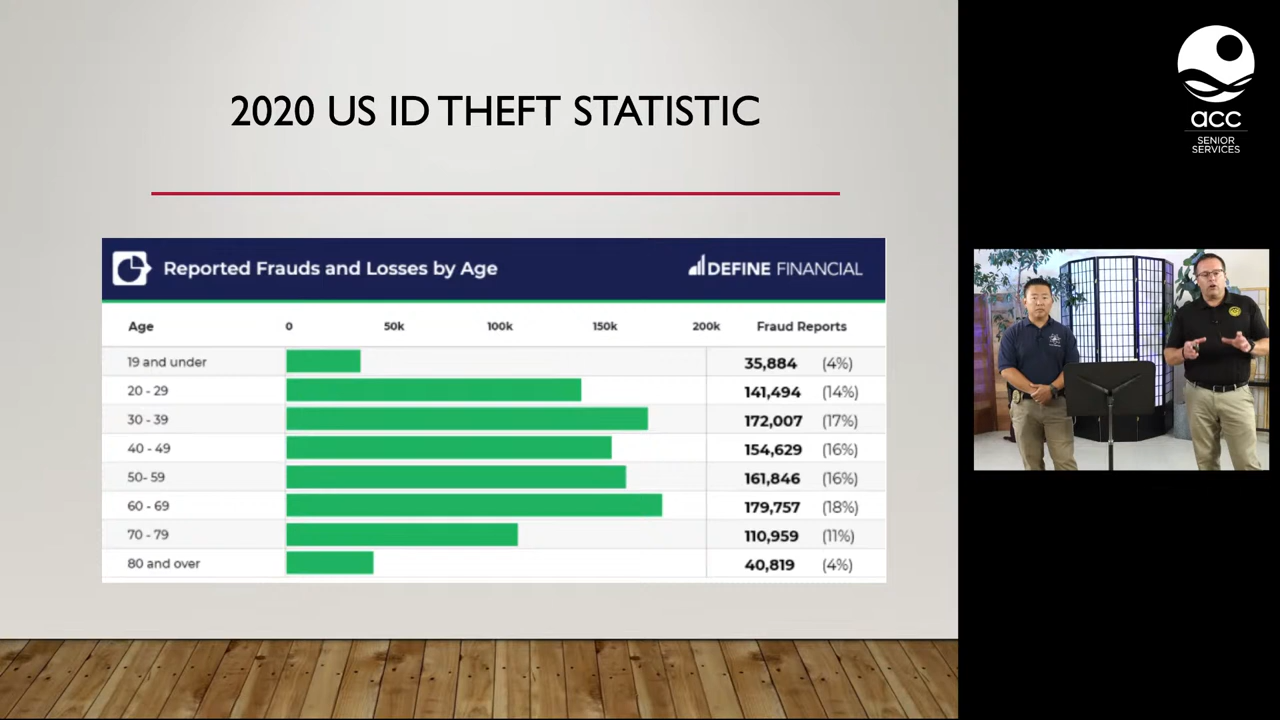 2020 US ID THEFT STATISTIC
Reported Frauds and Losses by Age
DEFINE FINANCIAL
Age 0 50k 100k 150k 200k Fraud Reports
19 and under 35,884 (4%)
20 - 29 141,494 (14%)
30 - 39 172,007 (17%)
40 - 49 154,629 (16%)
50- 59 161,846 (16%)
60 - 69 179,757 (18%)
70 - 79 110,959 (11%)
80 and over 40,819 (4%)
acc
SENIOR
SERVICES